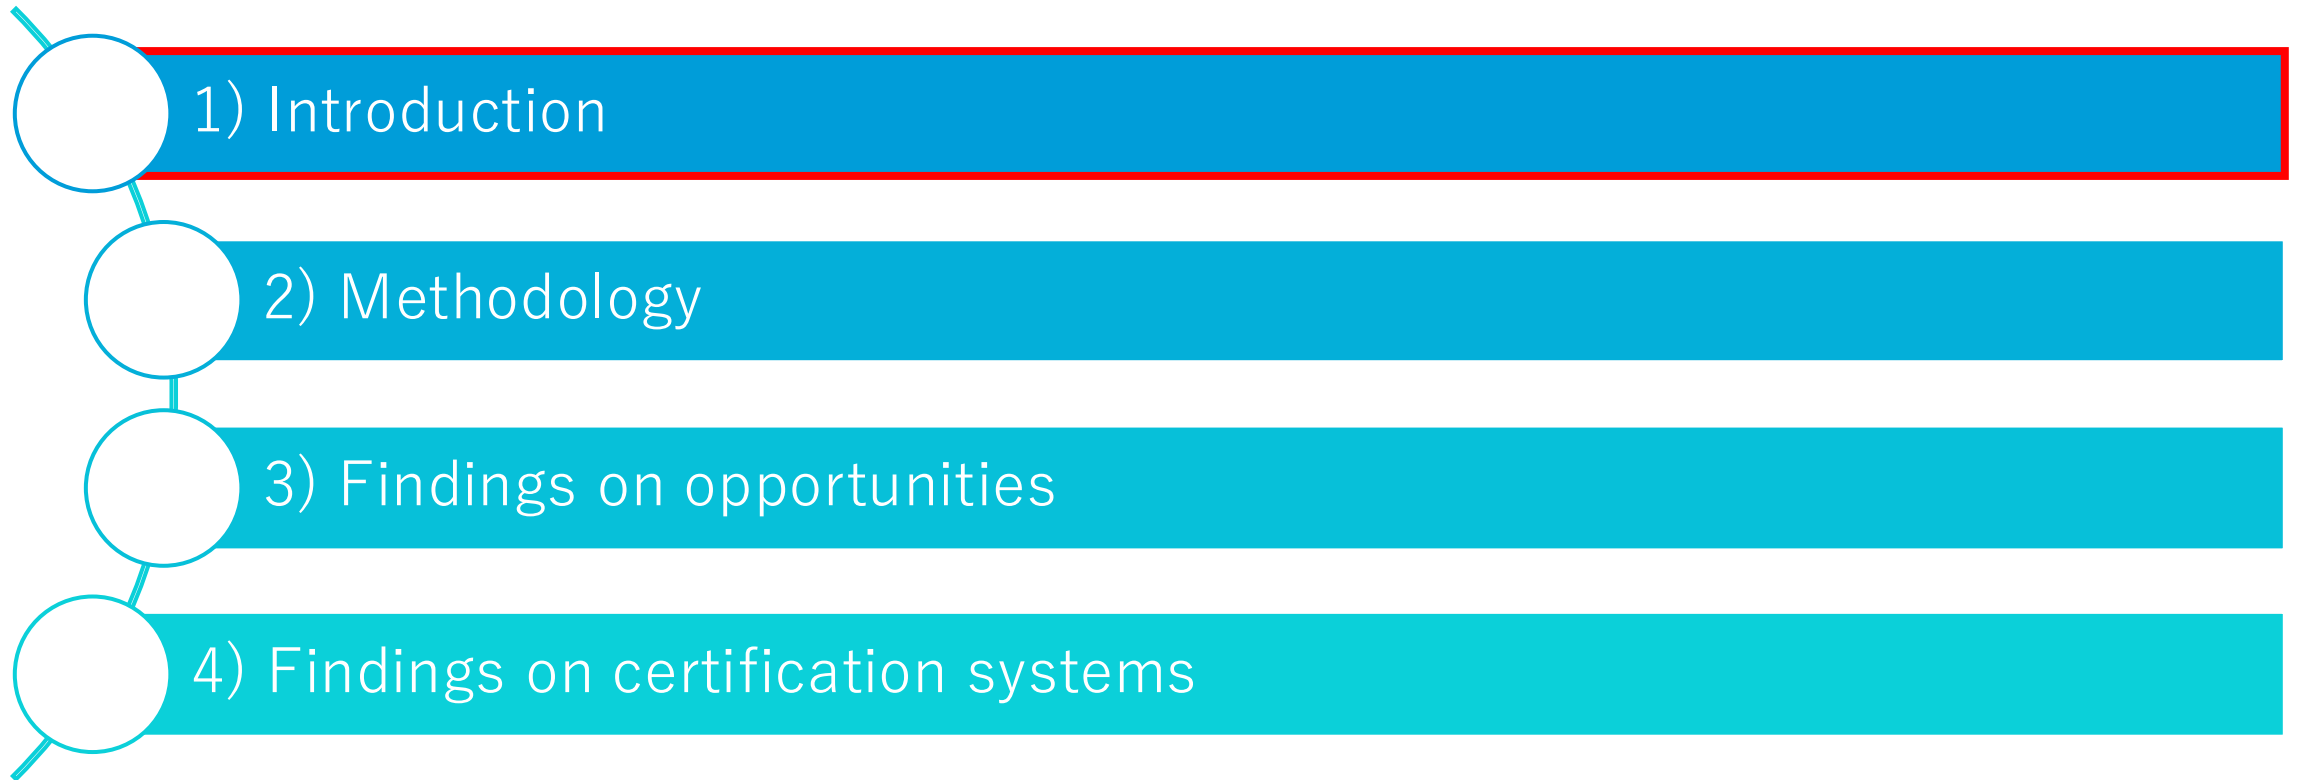 1) Introduction
2) Methodology
3) Findings on opportunities
4) Findings on certification systems